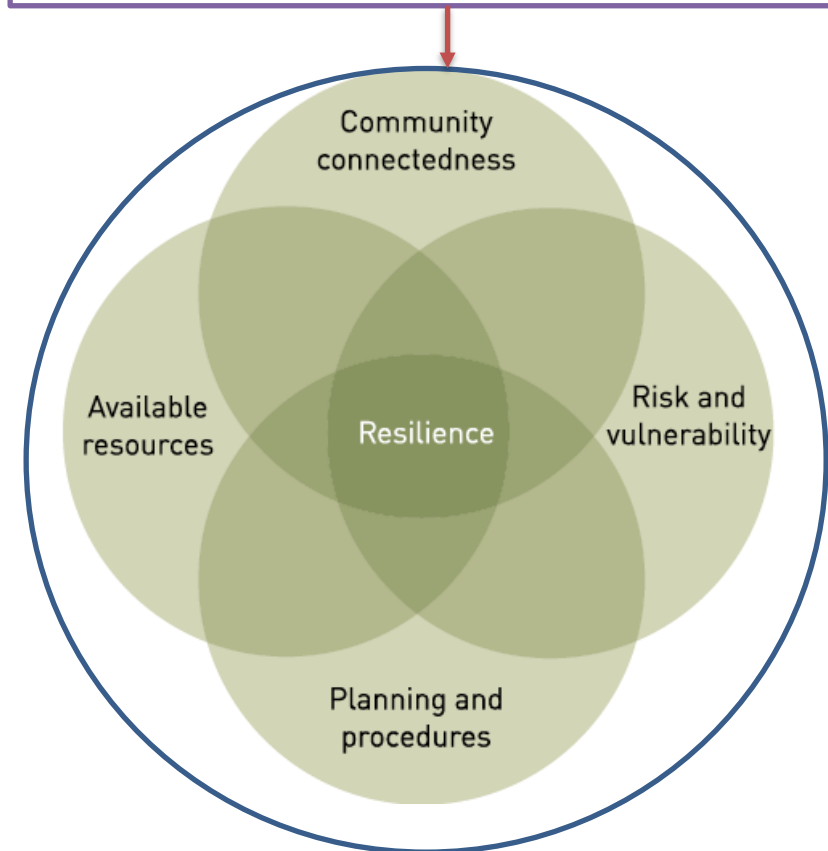 Community
connectedness
Available
resources
Risk and
vulnerability
Resilience
Planning and
procedures